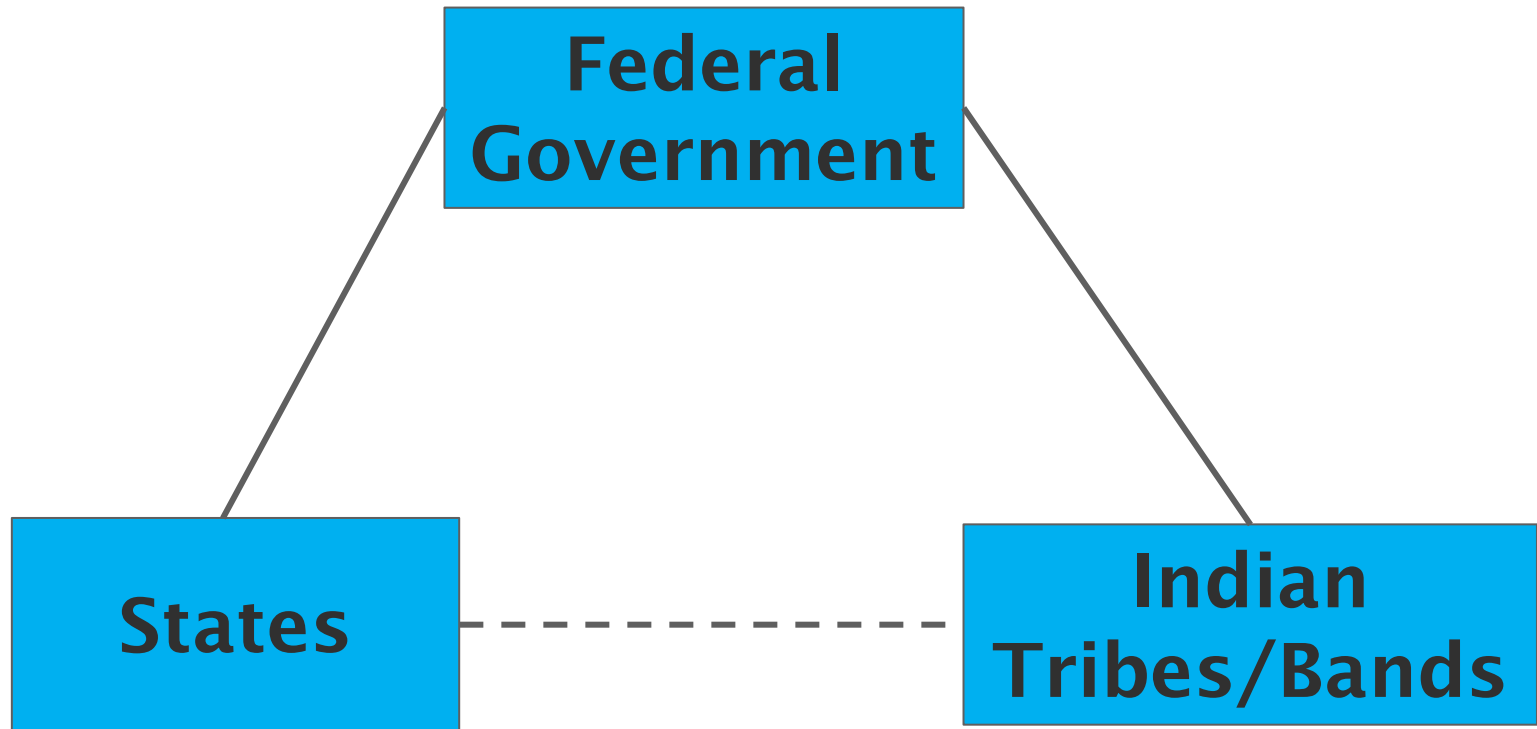 Federal
Government
States
Indian
Tribes/Bands